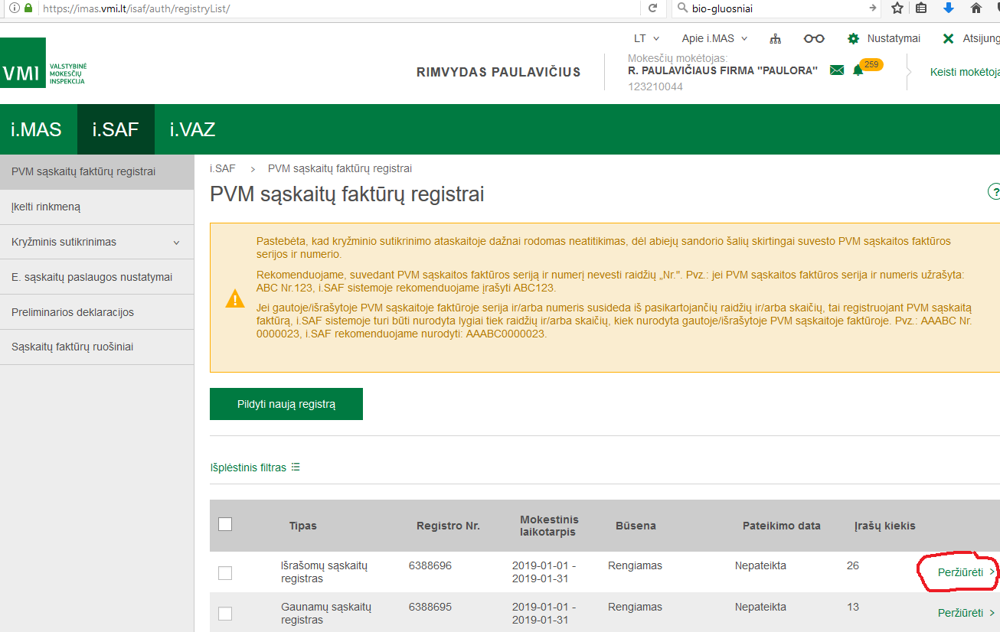 https://imas.vmi.lt/isaf/auth/registryList/
bio-gluosniai
LT
Apie i.MAS
Nustatymai
Atsijung
VMI
VALSTYBINĖ
MOKESČIŲ
INSPEKCIJA
RIMVYDAS PAULAVIČIUS
Mokesčių mokėtojas:
R. PAULAVIČIAUS FIRMA "PAULORA"
123210044
259
Keisti mokėtoja
i.MAS
i.SAF
i.VAZ
PVM sąskaitų faktūrų registrai
Įkelti rinkmeną
Kryžminis sutikrinimas
E. sąskaitų paslaugos nustatymai
Preliminarios deklaracijos
Sąskaitų faktūrų ruošiniai
i.SAF > PVM sąskaitų faktūrų registrai
PVM sąskaitų faktūrų registrai
?
Pastebėta, kad kryžminio sutikrinimo ataskaitoje dažnai rodomas neatitikimas, dėl abiejų sandorio šalių skirtingai suvesto PVM sąskaitos faktūros
serijos ir numerio.
Rekomenduojame, suvedant PVM sąskaitos faktūros seriją ir numerį nevesti raidžių „Nr.". Pvz.: jei PVM sąskaitos faktūros serija ir numeris užrašyta:
ABC Nr.123, i.SAF sistemoje rekomenduojame įrašyti ABC123.
Jei gautoje/išrašytoje PVM sąskaitoje faktūroje serija ir/arba numeris susideda iš pasikartojančių raidžių ir/arba skaičių, tai registruojant PVM sąskaitą
faktūrą, i.SAF sistemoje turi būti nurodyta lygiai tiek raidžių ir/arba skaičių, kiek nurodyta gautoje/išrašytoje PVM sąskaitoje faktūroje. Pvz.: AAABC Nr.
0000023, i.SAF rekomenduojame nurodyti: AAABC0000023.
Pildyti naują registrą
Išplėstinis filtras
Tipas
Registro Nr.
Mokestinis
laikotarpis
Būsena
Pateikimo data
Įrašų kiekis
Išrašomų sąskaitų
registras
6388696
2019-01-01 -
2019-01-31
Rengiamas
Nepateikta
26
Peržiūrėti >
Gaunamų sąskaitų
registras
6388695
2019-01-01 -
2019-01-31
Rengiamas
Nepateikta
13
Peržiūrėti >